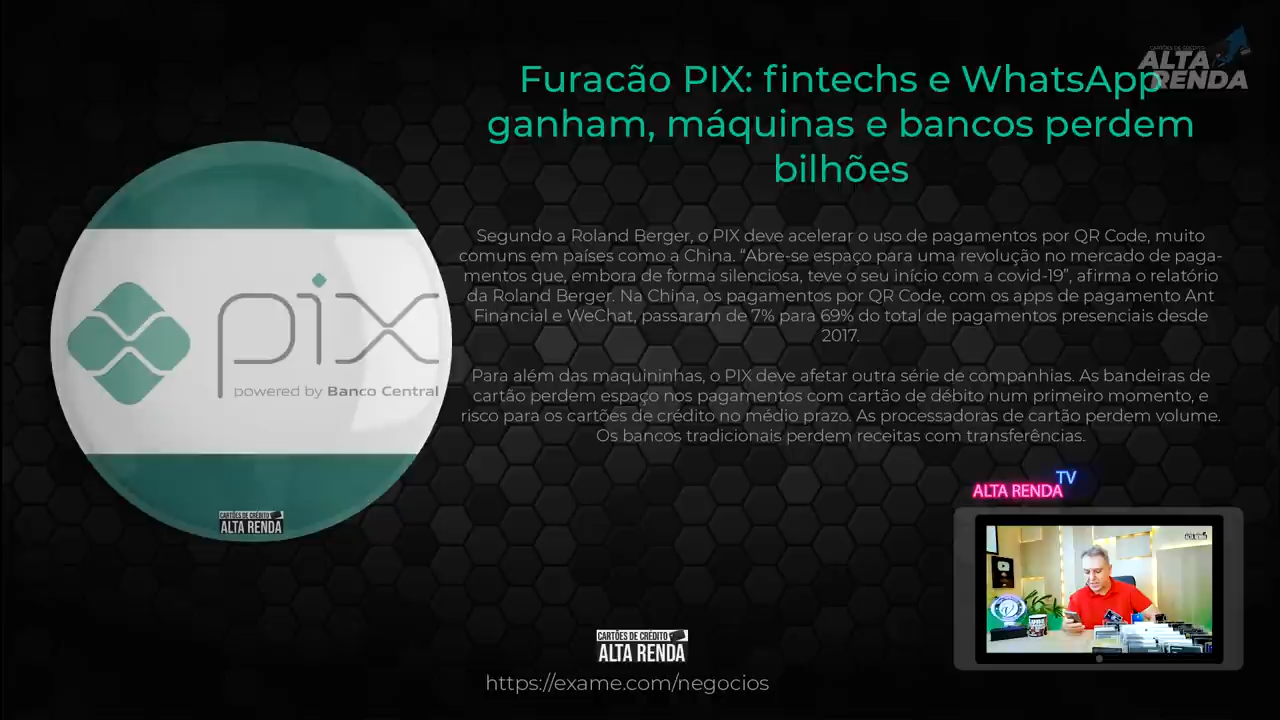 CARTÕES DE CRÉDITO
ALTA
RENDA
Furacão PIX: fintechs e WhatsApp
ganham, máquinas e bancos perdem
bilhões
Segundo a Roland Berger, o PIX deve acelerar o uso de pagamentos por QR Code, muito
comuns em países como a China. “Abre-se espaço para uma revolução no mercado de paga-
mentos que, embora de forma silenciosa, teve o seu início com a covid-19”, afirma o relatório
da Roland Berger. Na China, os pagamentos por QR Code, com os apps de pagamento Ant
Financial e WeChat, passaram de 7% para 69% do total de pagamentos presenciais desde
2017.
Para além das maquininhas, o PIX deve afetar outra série de companhias. As bandeiras de
cartão perdem espaço nos pagamentos com cartão de débito num primeiro momento, e
risco para os cartões de crédito no médio prazo. As processadoras de cartão perdem volume.
Os bancos tradicionais perdem receitas com transferências.
pix
powered by Banco Central
CARTÕES DE CRÉDITO
ALTA RENDA
TV
ALTA RENDA
CARTÕES DE CRÉDITO
ALTA RENDA
https://exame.com/negocios